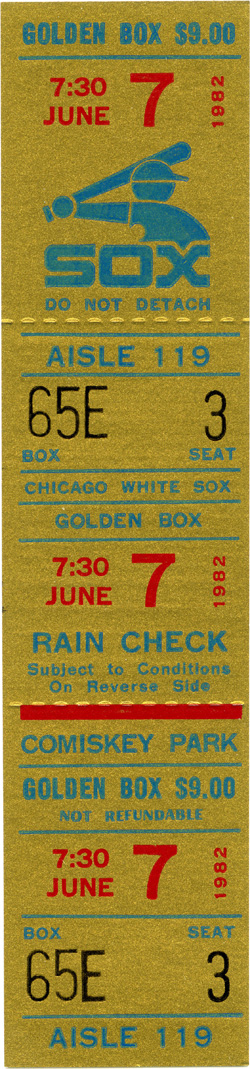 GOLDEN BOX $9.00
7:30 JUNE 7 1982
SOX
DO NOT DETACH
AISLE 119
65E 3
BOX SEAT
CHICAGO WHITE SOX
GOLDEN BOX
7:30 JUNE 7 1982
RAIN CHECK
Subject to Conditions
On Reverse Side
COMISKEY PARK
GOLDEN BOX $9.00
NOT REFUNDABLE
7:30 JUNE 7 1982
BOX SEAT
65E 3
AISLE 119